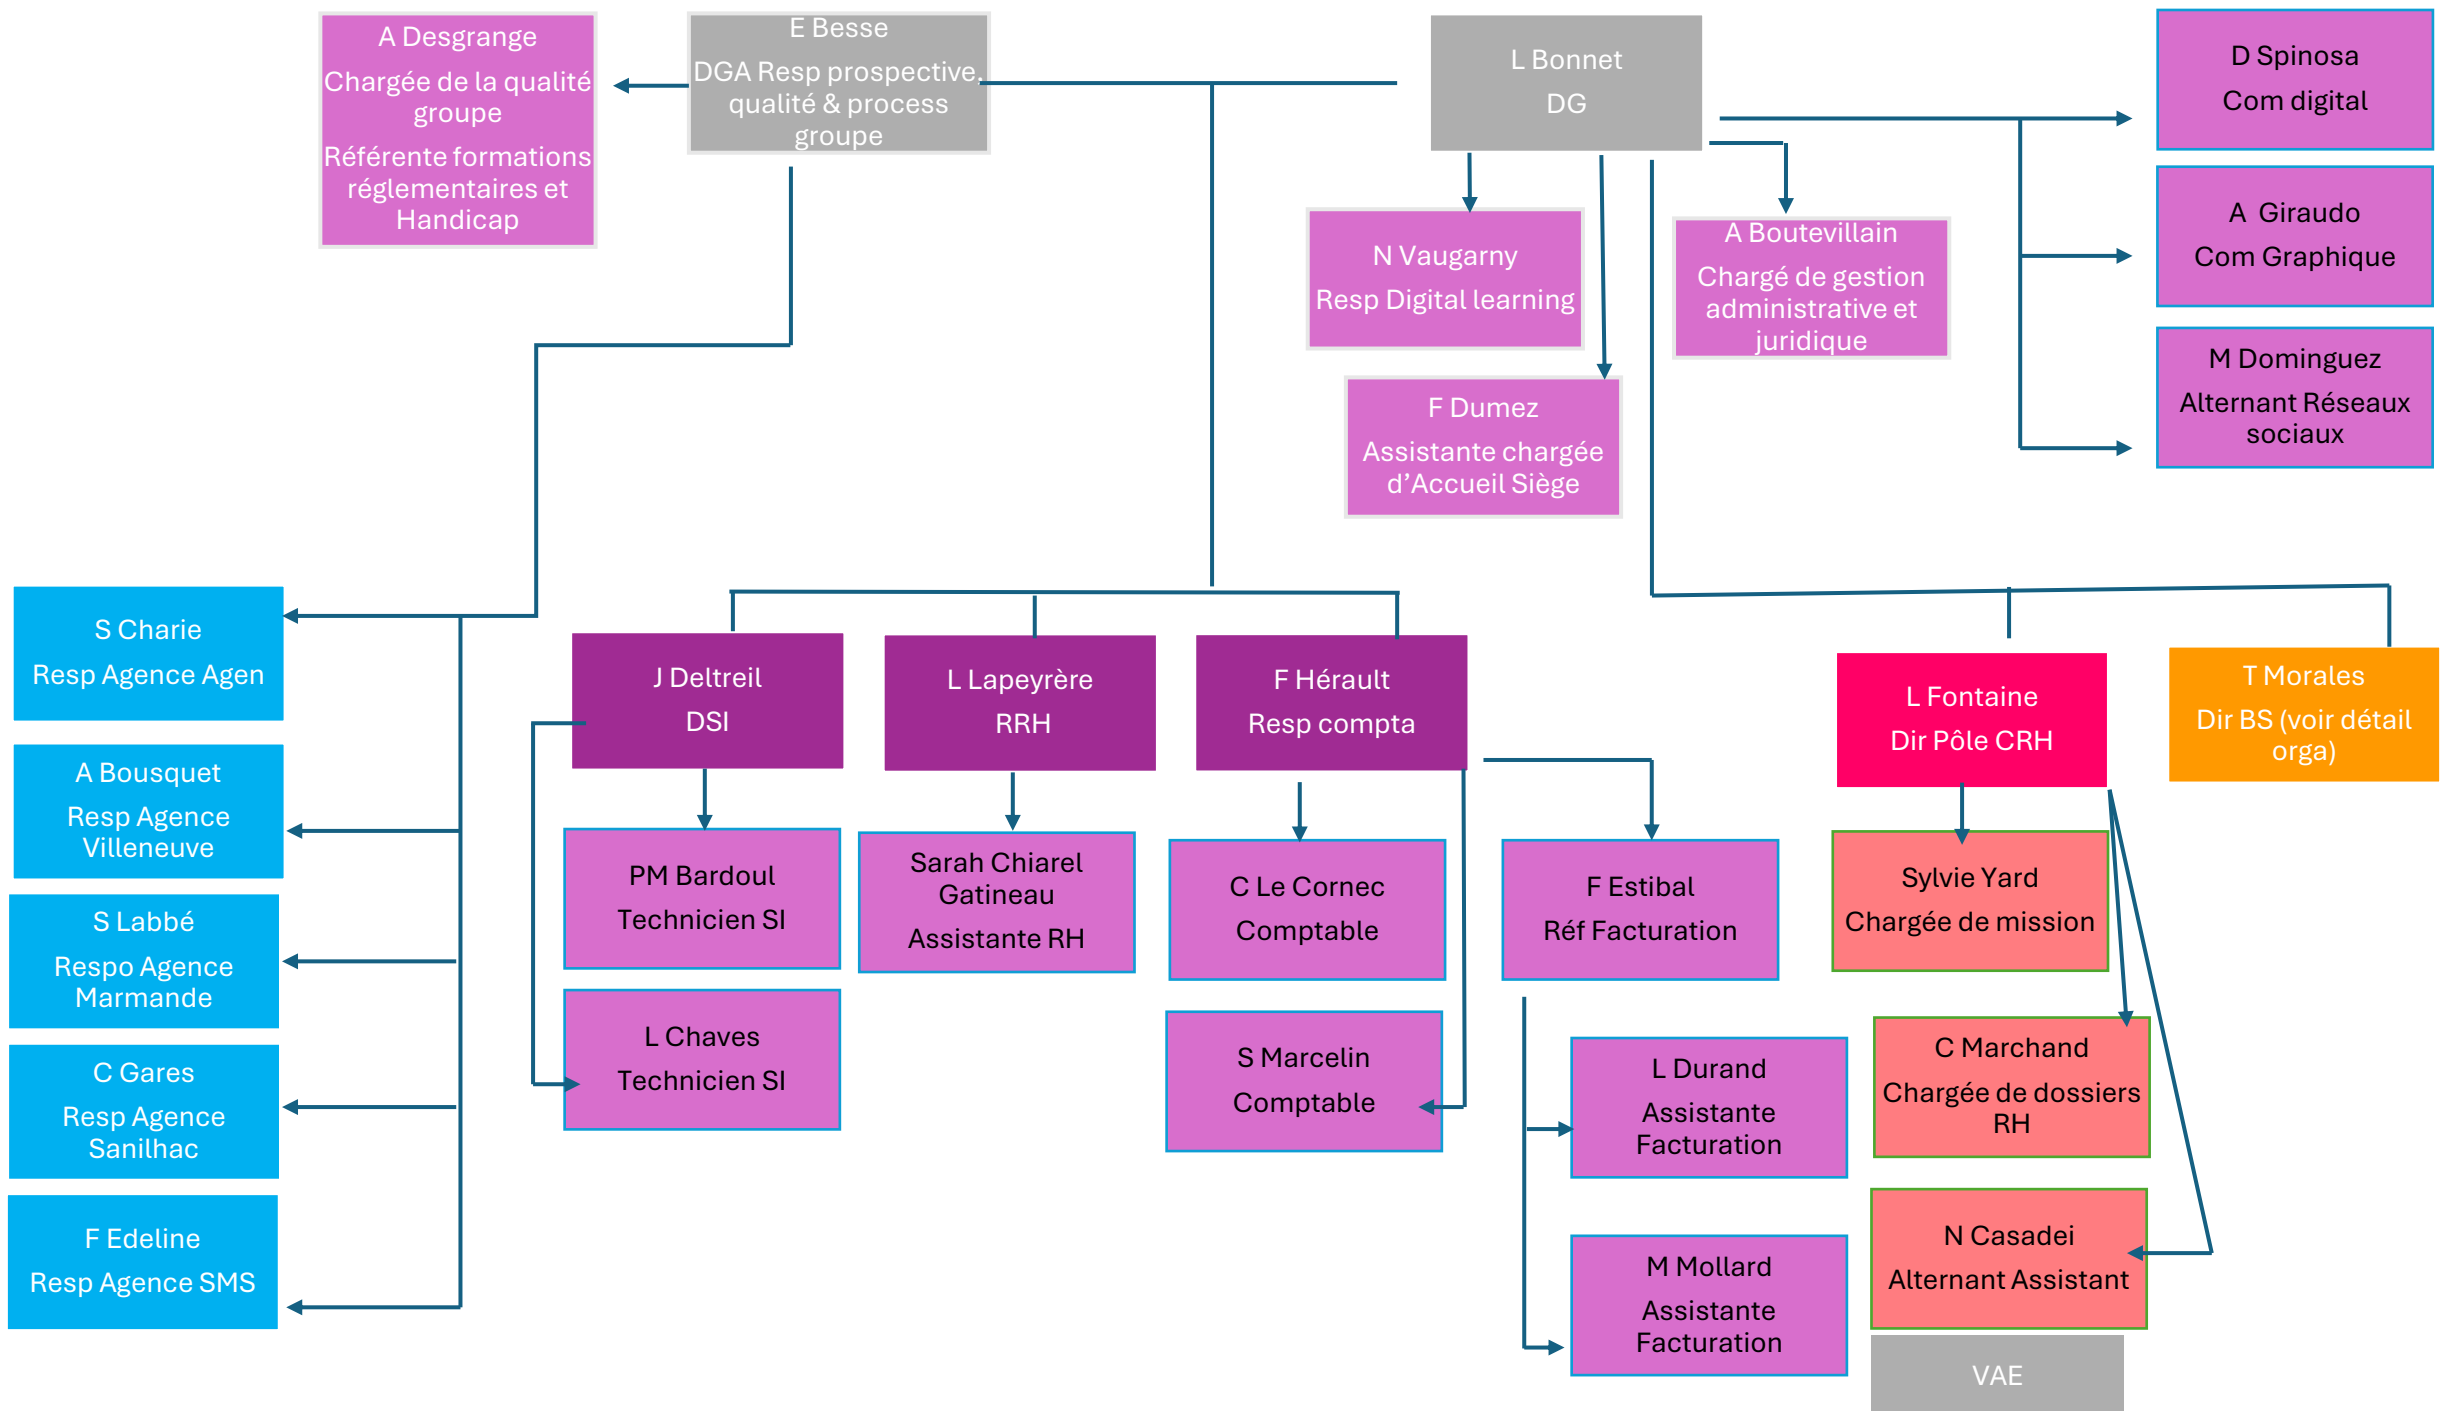 A Desgrange
Chargée de la qualité
groupe
Référente formations
réglementaires et
Handicap
E Besse
DGA Resp prospective,
qualité & process
groupe
L Bonnet
DG
D Spinosa
Com digital
A  Giraudo
Com Graphique
M Dominguez
Alternant Réseaux
sociaux
N Vaugarny
Resp Digital learning
A Boutevillain
Chargé de gestion
administrative et
juridique
F Dumez
Assistante chargée
d’Accueil Siège
S Charie
Resp Agence Agen
A Bousquet
Resp Agence
Villeneuve
S Labbé
Respo Agence
Marmande
C Gares
Resp Agence
Sanilhac
F Edeline
Resp Agence SMS
J Deltreil
DSI
L Lapeyrère
RRH
F Hérault
Resp compta
L Fontaine
Dir Pôle CRH
T Morales
Dir BS (voir détail
orga)
PM Bardoul
Technicien SI
L Chaves
Technicien SI
Sarah Chiarel
Gatineau
Assistante RH
C Le Cornec
Comptable
S Marcelin
Comptable
F Estibal
Réf Facturation
L Durand
Assistante
Facturation
M Mollard
Assistante
Facturation
Sylvie Yard
Chargée de mission
C Marchand
Chargée de dossiers
RH
N Casadei
Alternant Assistant
VAE